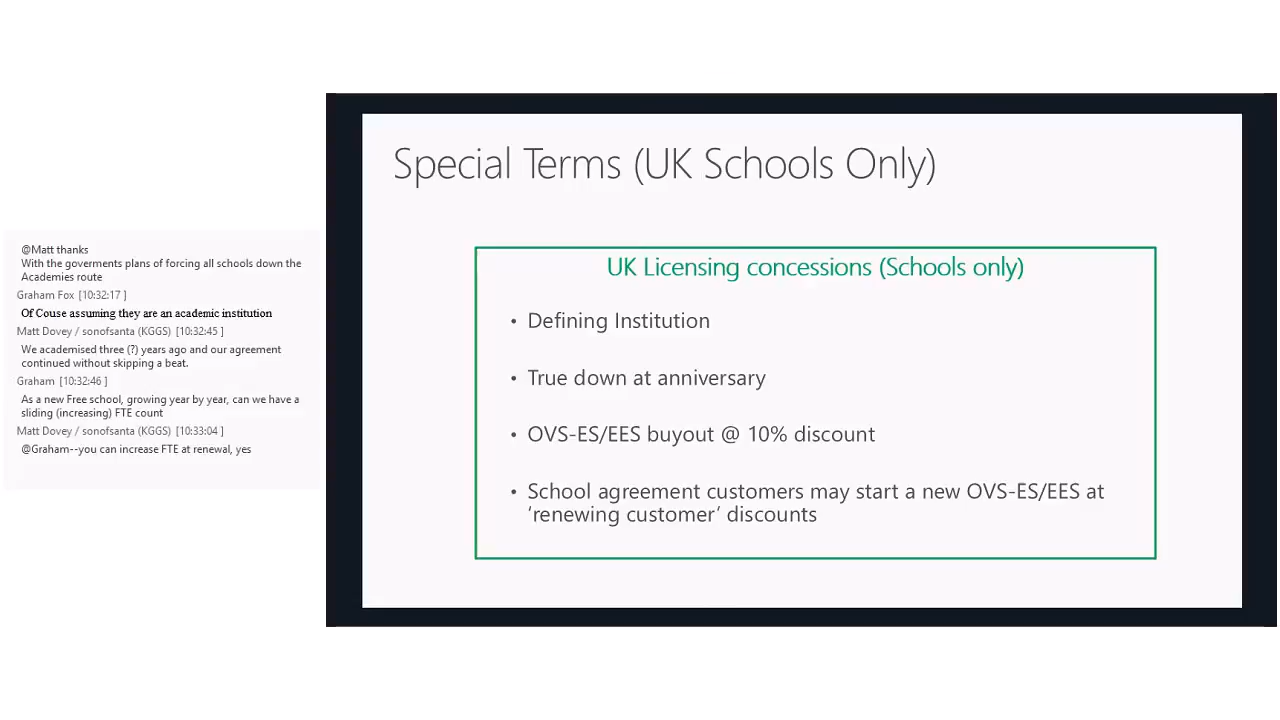 @Matt thanks
With the goverments plans of forcing all schools down the
Academies route
Graham Fox [10:32:17 ]
Of Couse assuming they are an academic institution
Matt Dovey / sonofsanta (KGGS) [10:32:45 ]
We academised three (?) years ago and our agreement
continued without skipping a beat.
Graham [10:32:46 ]
As a new Free school, growing year by year, can we have a
sliding (increasing) FTE count
Matt Dovey / sonofsanta (KGGS) [10:33:04 ]
@Graham--you can increase FTE at renewal, yes
Special Terms (UK Schools Only)
UK Licensing concessions (Schools only)
• Defining Institution
• True down at anniversary
• OVS-ES/EES buyout @ 10% discount
• School agreement customers may start a new OVS-ES/EES at
‘renewing customer’ discounts